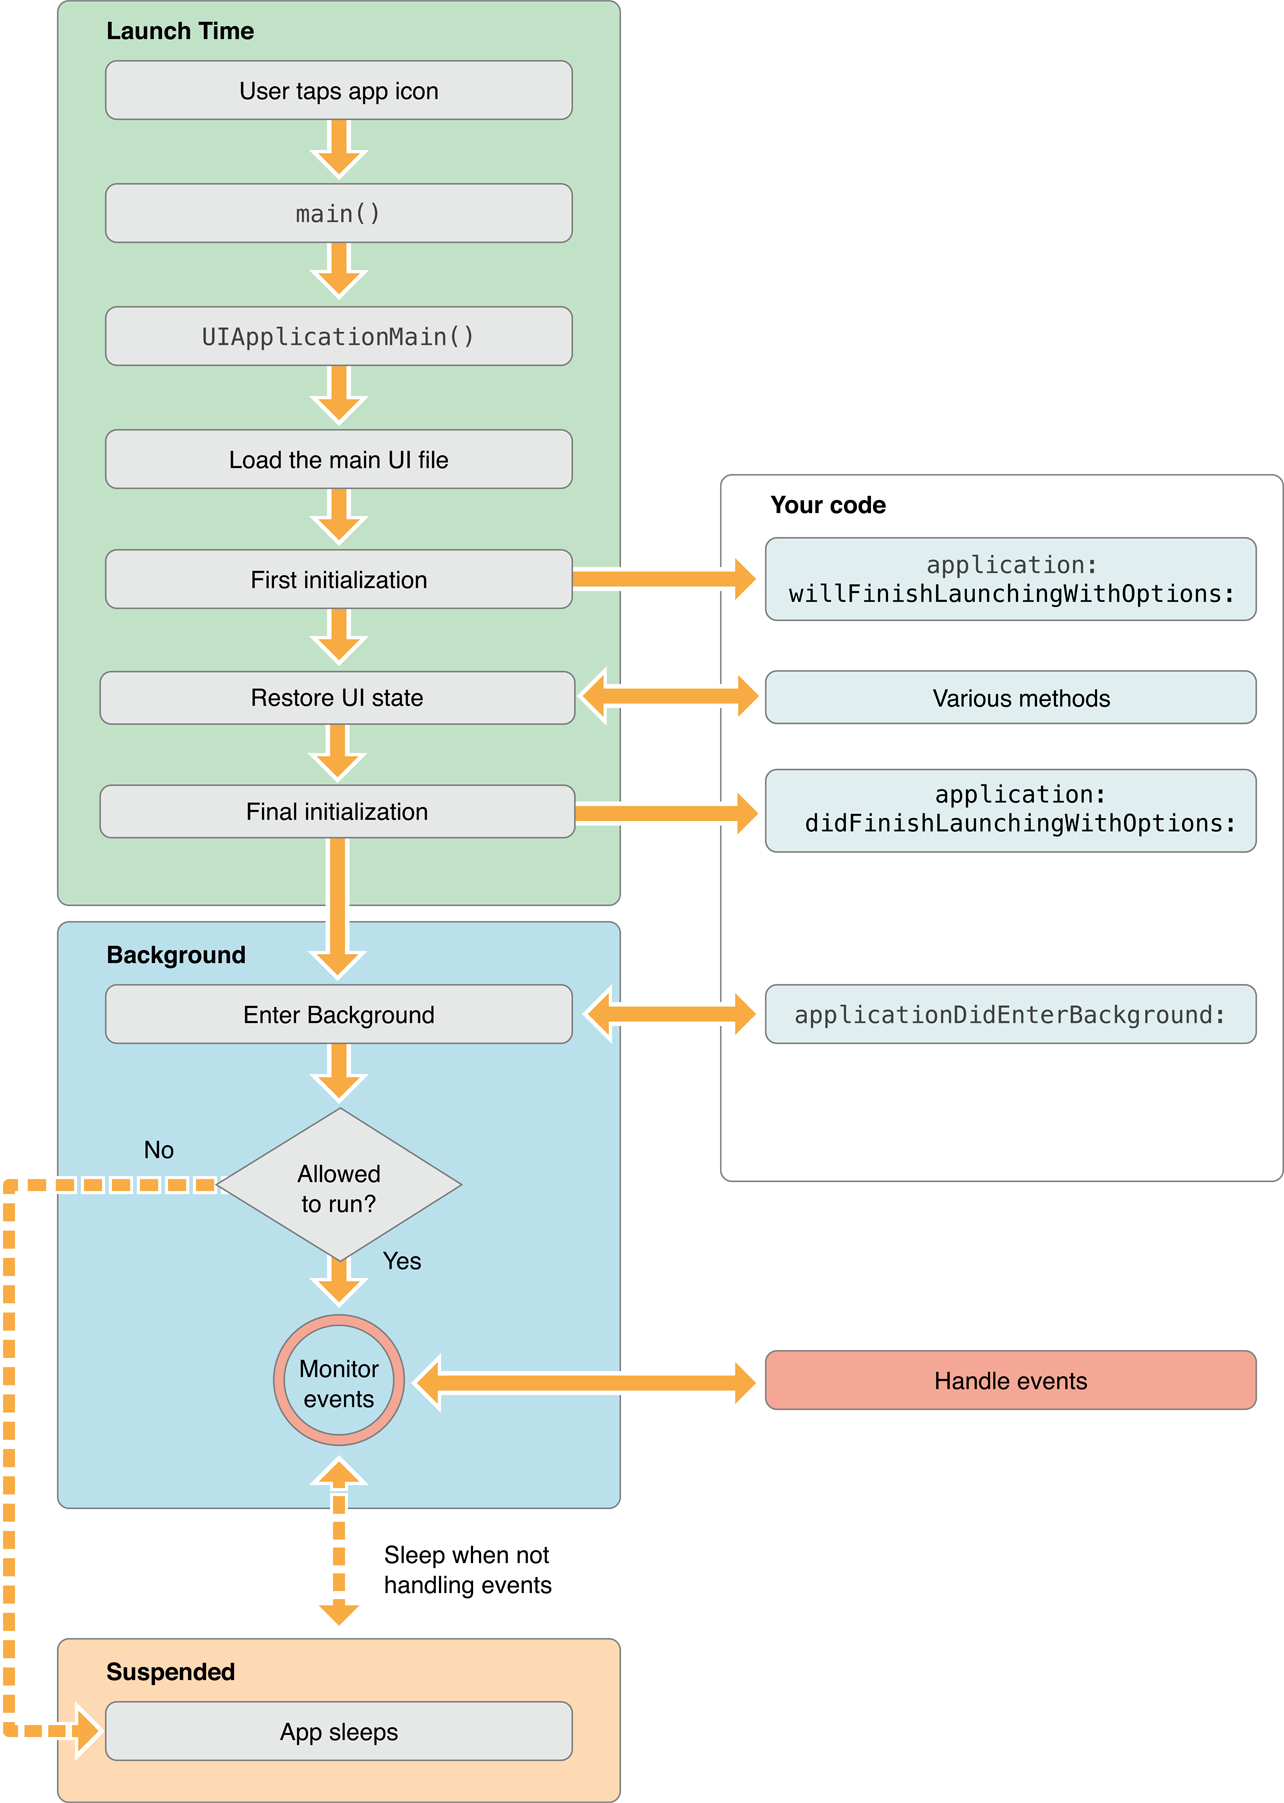 Launch Time
User taps app icon
main()
UIApplicationMain()
Load the main UI file
First initialization
Restore UI state
Final initialization
Your code
application:
willFinishLaunchingWithOptions:
Various methods
application:
didFinishLaunchingWithOptions:
applicationDidEnterBackground:
Background
Enter Background
Allowed
to run?
No
Yes
Monitor
events
Handle events
Sleep when not
handling events
Suspended
App sleeps